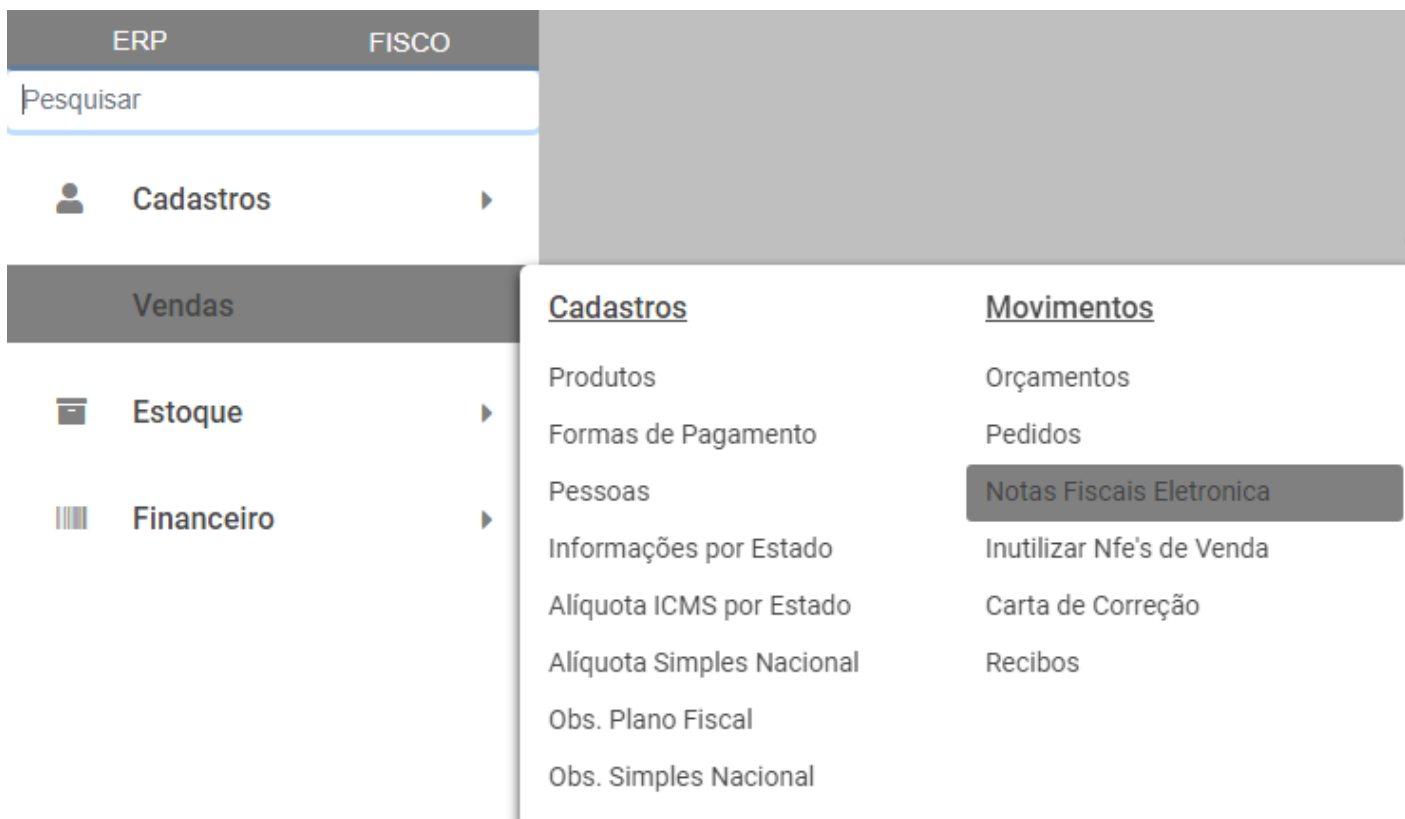 ERP FISCO
Pesquisar
Cadastros
Vendas
Estoque
Financeiro
Cadastros
Produtos
Formas de Pagamento
Pessoas
Informações por Estado
Alíquota ICMS por Estado
Alíquota Simples Nacional
Obs. Plano Fiscal
Obs. Simples Nacional
Movimentos
Orçamentos
Pedidos
Notas Fiscais Eletronica
Inutilizar Nfe's de Venda
Carta de Correção
Recibos